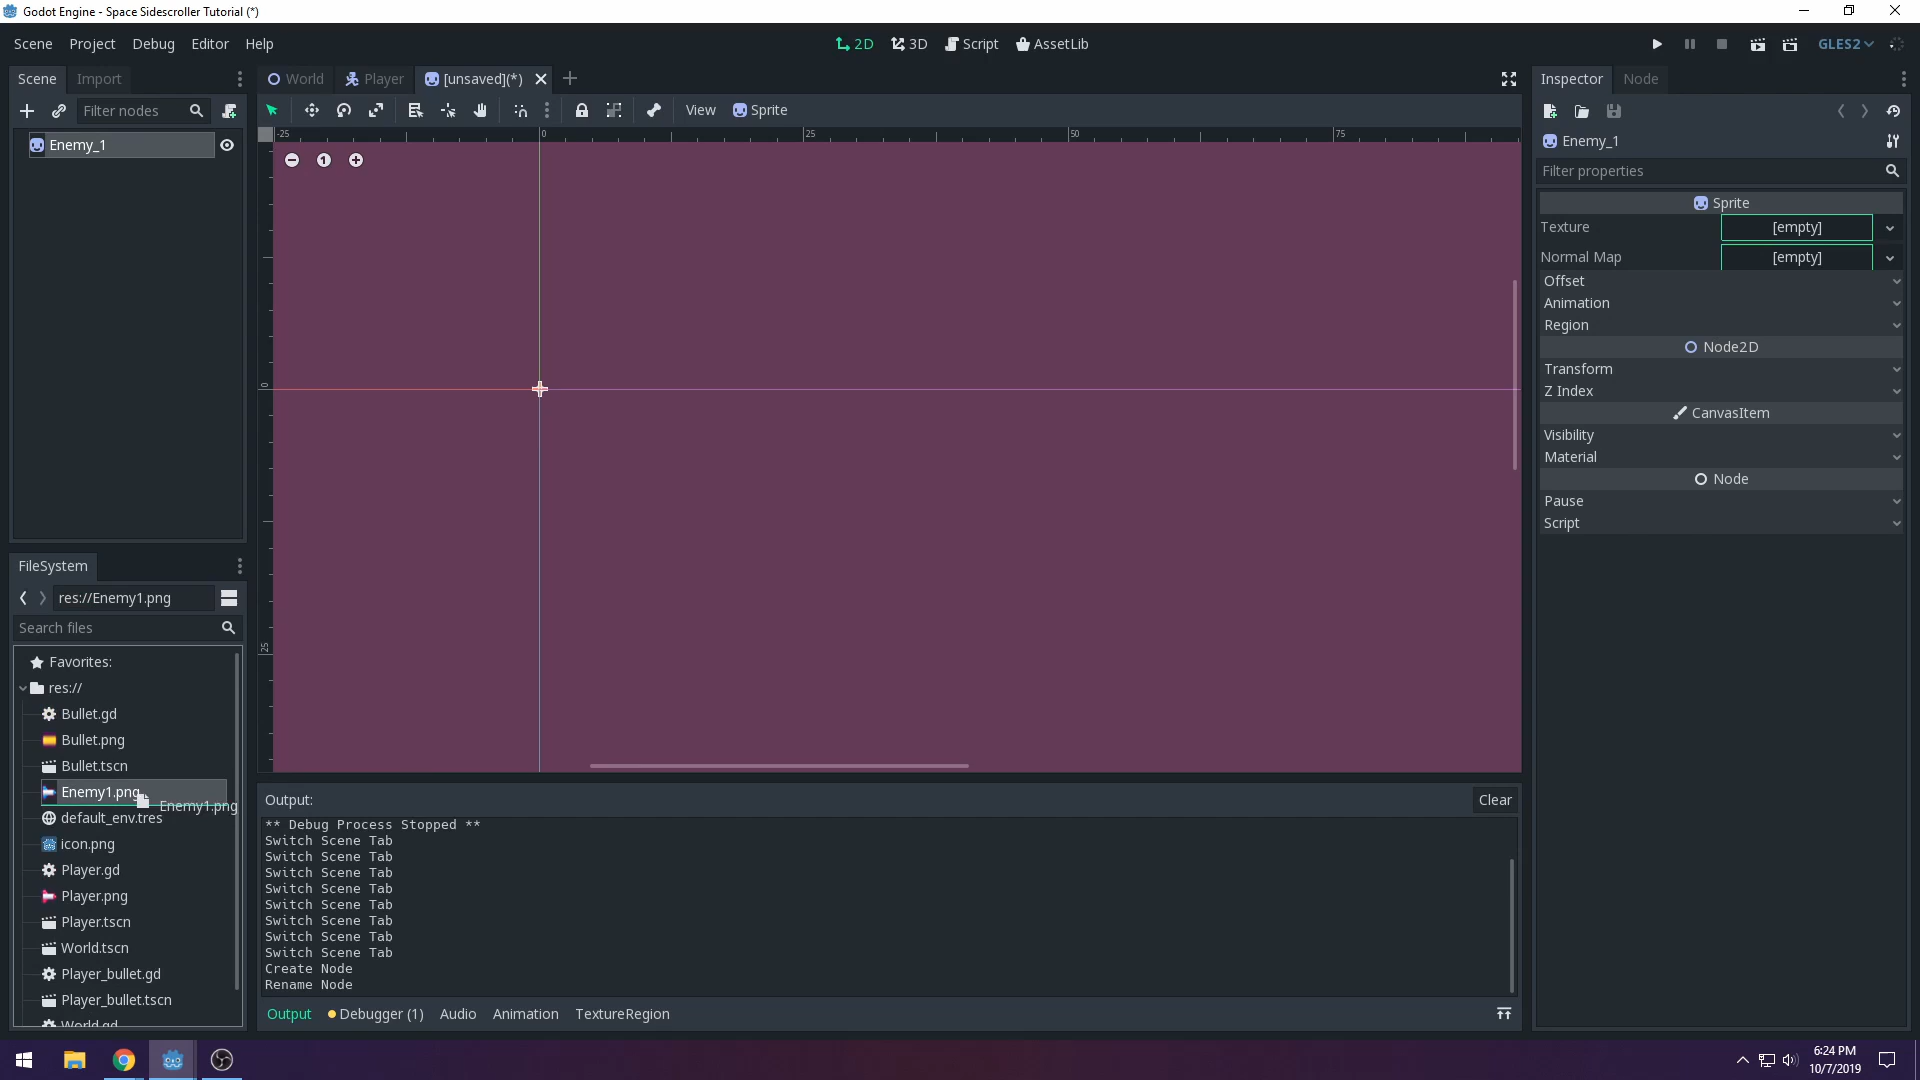 Godot Engine - Space Sidescroller Tutorial (*)
Scene Project Debug Editor Help
2D 3D Script AssetLib
GLES2
Scene Import
World Player [unsaved](*)
Inspector Node
Filter nodes
View Sprite
Enemy_1
-25 0 25 50 75
1
0
25
Enemy_1
Filter properties
Sprite
Texture [empty]
Normal Map [empty]
Offset
Animation
Region
Node2D
Transform
Z Index
CanvasItem
Visibility
Material
Node
Pause
Script
FileSystem
res://Enemy1.png
Search files
Favorites:
res://
Bullet.gd
Bullet.png
Bullet.tscn
Enemy1.png
Enemy1.png
default_env.tres
icon.png
Player.gd
Player.png
Player.tscn
World.tscn
Player_bullet.gd
Player_bullet.tscn
World.gd
Output: Clear
** Debug Process Stopped **
Switch Scene Tab
Switch Scene Tab
Switch Scene Tab
Switch Scene Tab
Switch Scene Tab
Switch Scene Tab
Switch Scene Tab
Switch Scene Tab
Create Node
Rename Node
Output Debugger (1) Audio Animation TextureRegion
6:24 PM
10/7/2019